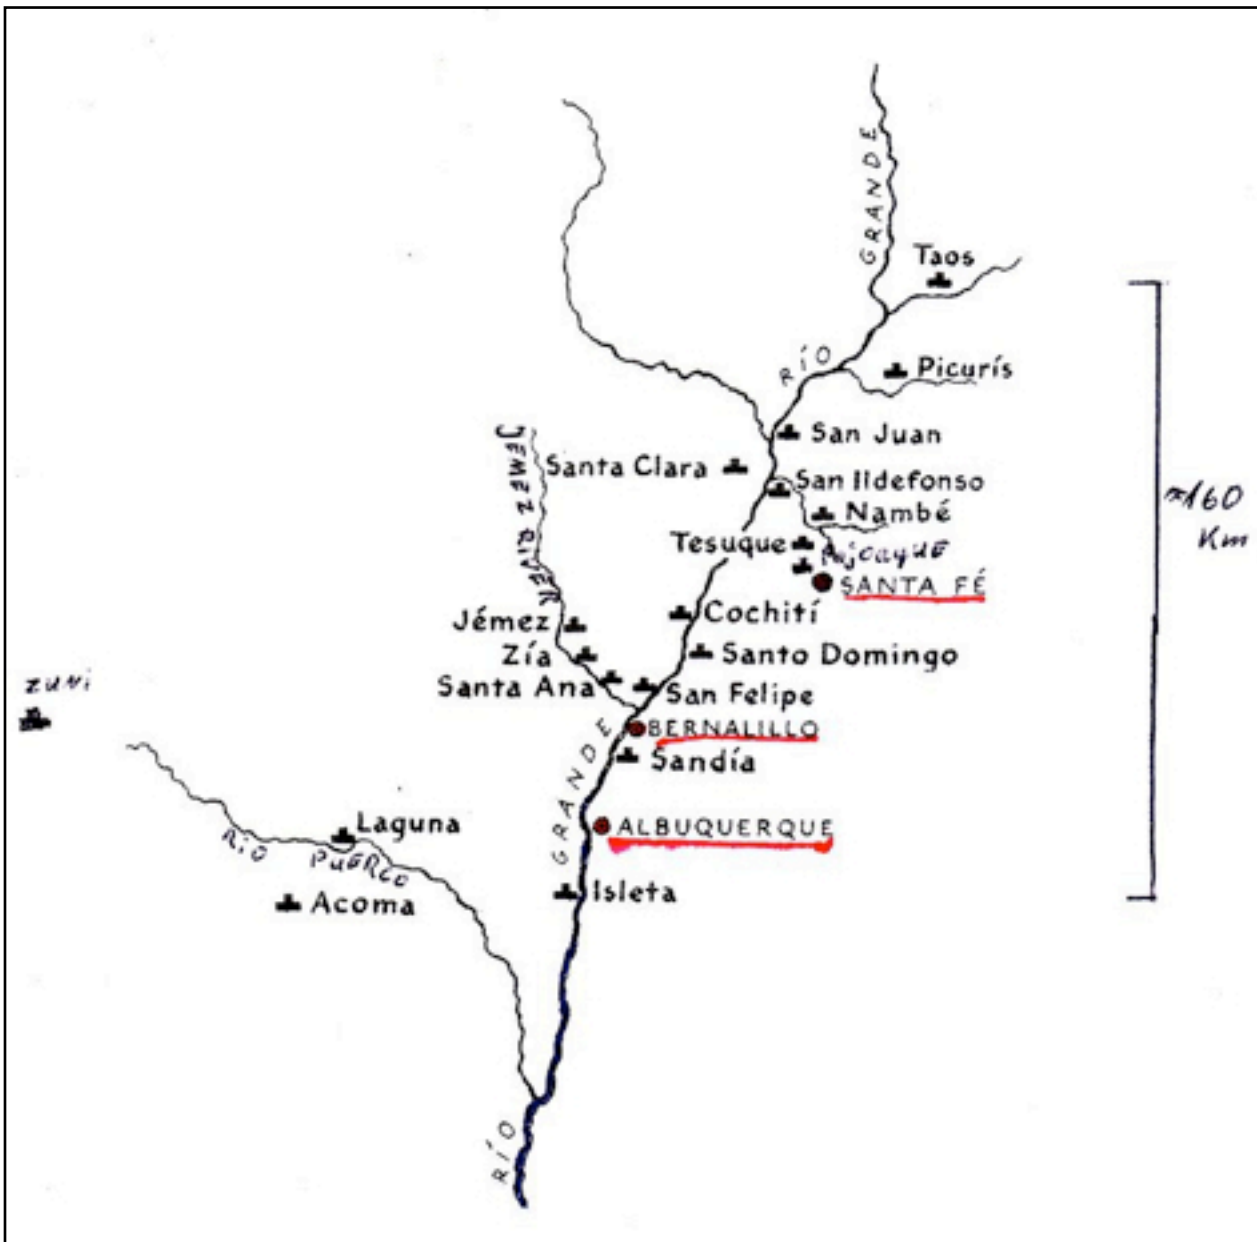 GRANDE
Taos
RÍO
Picurís
San Juan
Santa Clara
San Ildefonso
≈160
Km
Nambé
JEMEZ RIVER
Tesuque
Pojoaque
SANTA FÉ
Cochití
Jémez
Zía
Santo Domingo
Santa Ana
San Felipe
ZUNI
BERNALILLO
GRANDE
Sandía
Laguna
ALBUQUERQUE
RÍO PUERCO
Isleta
Acoma
RÍO